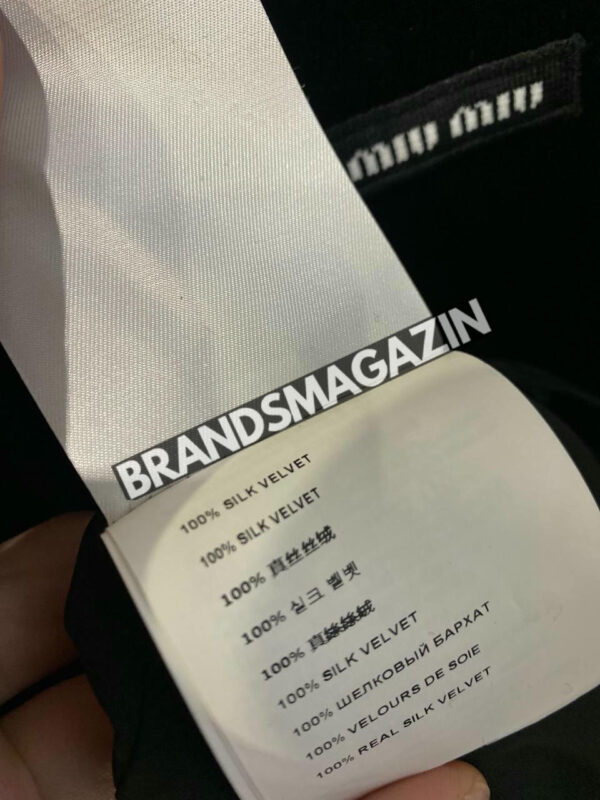 miu miu
BRANDSMAGAZIN
100% SILK VELVET
100% SILK VELVET
100% 真丝丝绒
100% 실크 벨벳
100% 真絲絲絨
100% SILK VELVET
100% ШЕЛКОВЫЙ БАРХАТ
100% VELOURS DE SOIE
100% REAL SILK VELVET